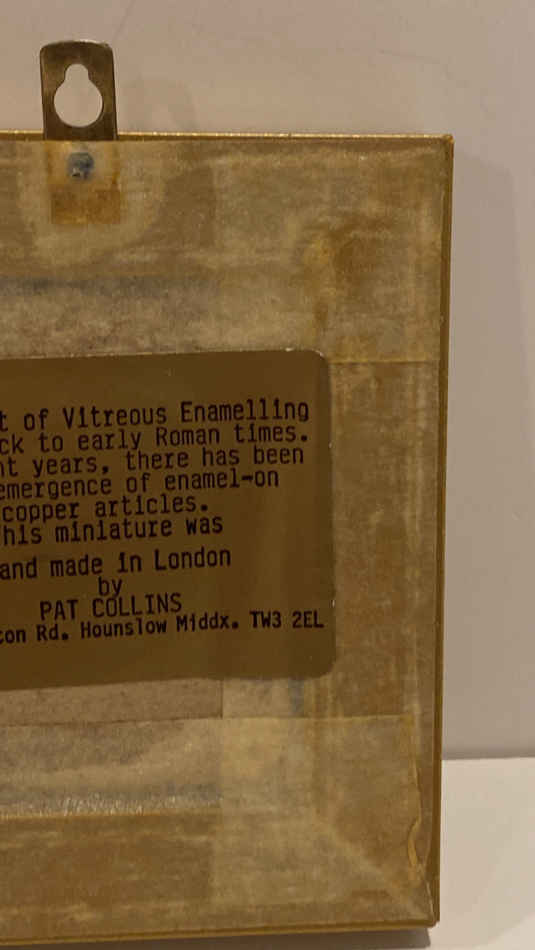 t of Vitreous Enamelling
ck to early Roman times.
nt years, there has been
emergence of enamel-on
copper articles.
his miniature was
and made in London
by
PAT COLLINS
ton Rd. Hounslow Middx. TW3 2EL